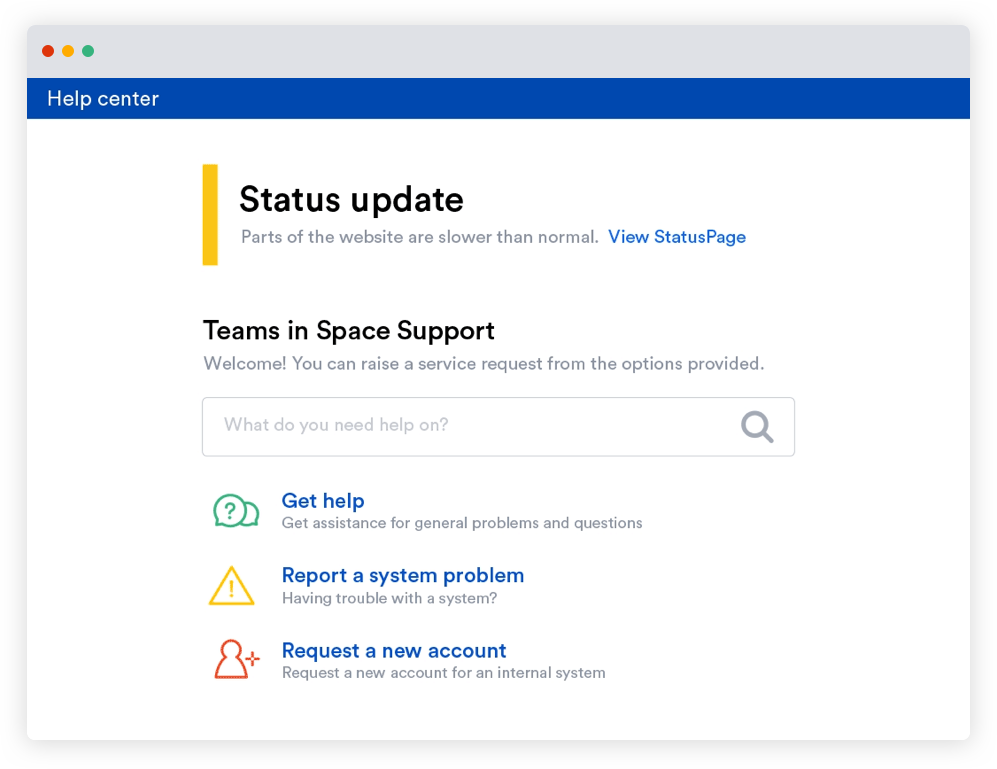 Help center
Status update
Parts of the website are slower than normal. View StatusPage
Teams in Space Support
Welcome! You can raise a service request from the options provided.
What do you need help on?
Get help
Get assistance for general problems and questions
Report a system problem
Having trouble with a system?
Request a new account
Request a new account for an internal system